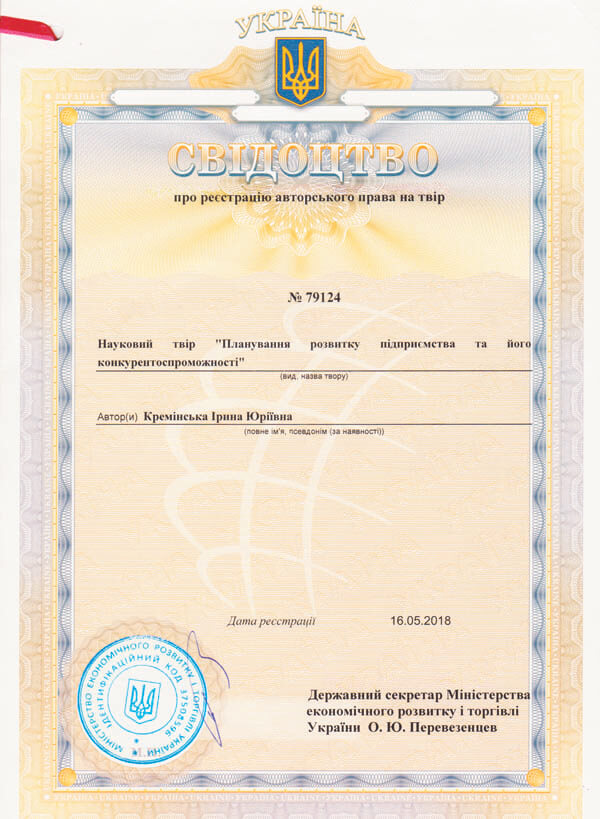 УКРАЇНА
СВІДОЦТВО
про реєстрацію авторського права на твір
№ 79124
Науковий твір "Планування розвитку підприємства та його
конкурентоспроможності"
(вид, назва твору)
Автор(и) Кремінська Ірина Юріївна
(повне ім'я, псевдонім (за наявності))
Дата реєстрації 16.05.2018
Державний секретар Міністерства
економічного розвитку і торгівлі
України О. Ю. Перевезенцев
МІНІСТЕРСТВО ЕКОНОМІЧНОГО РОЗВИТКУ І ТОРГІВЛІ УКРАЇНИ
ІДЕНТИФІКАЦІЙНИЙ КОД 37508596